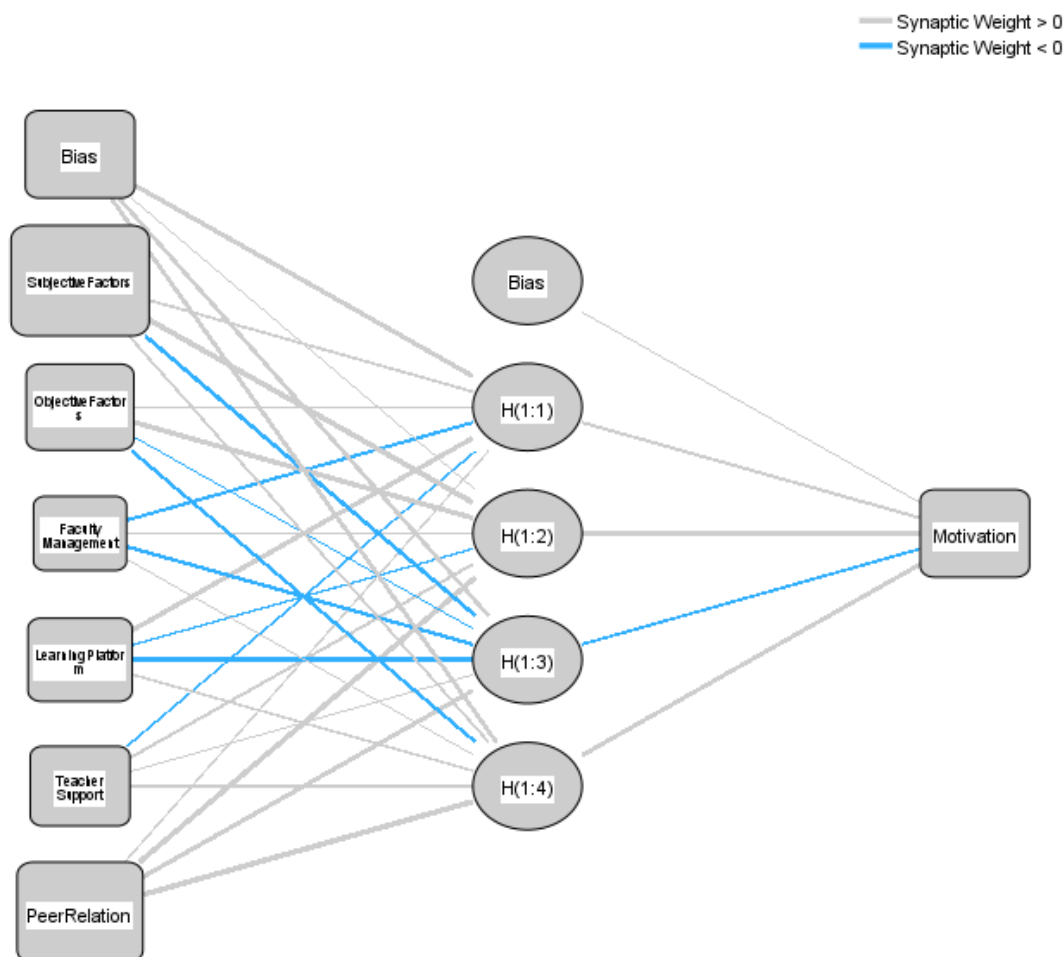 Synaptic Weight > 0
Synaptic Weight < 0
Bias
Subjective Factors
Bias
Objective Factor
s
H(1:1)
Faculty
Management
H(1:2)
Motivation
Learning Platfor
m
H(1:3)
Teacher
Support
H(1:4)
PeerRelation